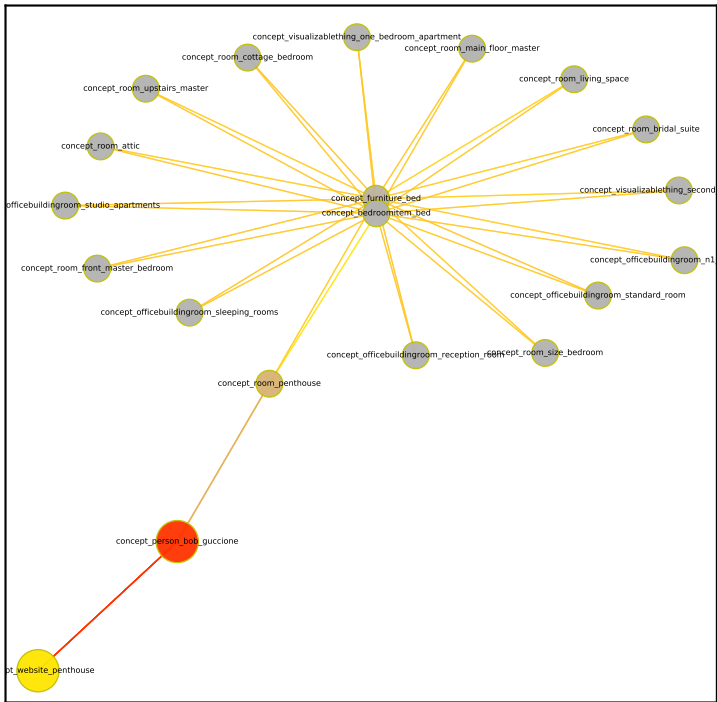 concept_visualizablething_one_bedroom_apartment
concept_room_main_floor_master
concept_room_cottage_bedroom
concept_room_living_space
concept_room_upstairs_master
concept_room_bridal_suite
concept_room_attic
concept_visualizablething_second
concept_furniture_bed
officebuildingroom_studio_apartments
concept_bedroomitem_bed
concept_officebuildingroom_n1
concept_room_front_master_bedroom
concept_officebuildingroom_standard_room
concept_officebuildingroom_sleeping_rooms
concept_officebuildingroom_reception_room
concept_room_size_bedroom
concept_room_penthouse
concept_person_bob_guccione
pt_website_penthouse